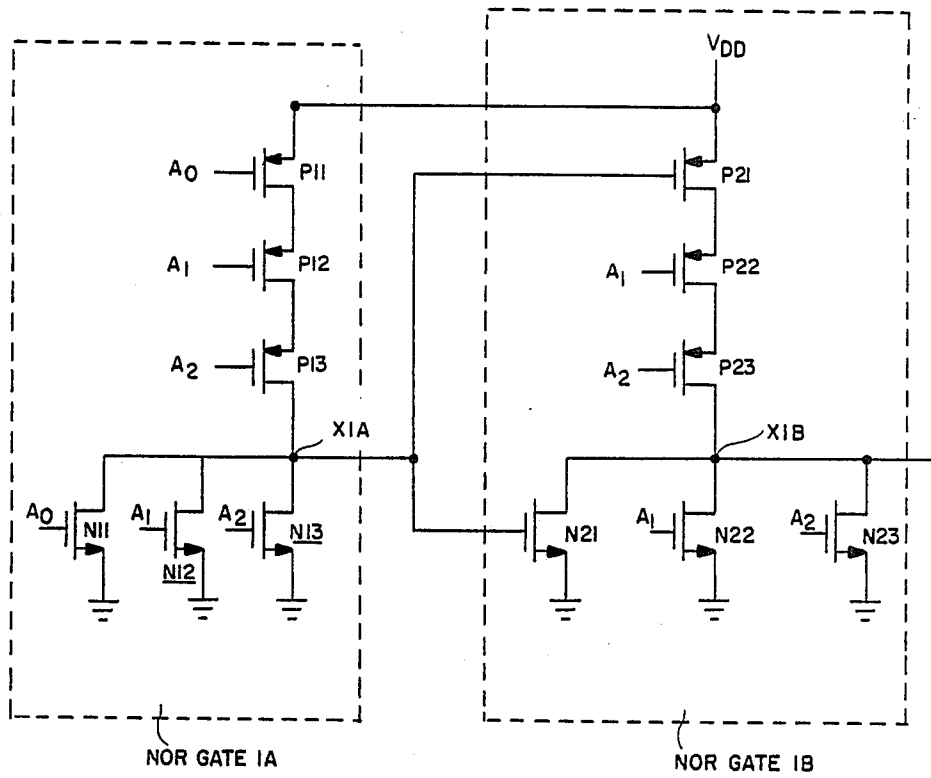 VDD
A0
P11
P21
A1
P12
A1
P22
A2
P13
A2
P23
X1A
X1B
A0
N11
A1
N12
A2
N13
N21
A1
N22
A2
N23
NOR GATE 1A
NOR GATE 1B